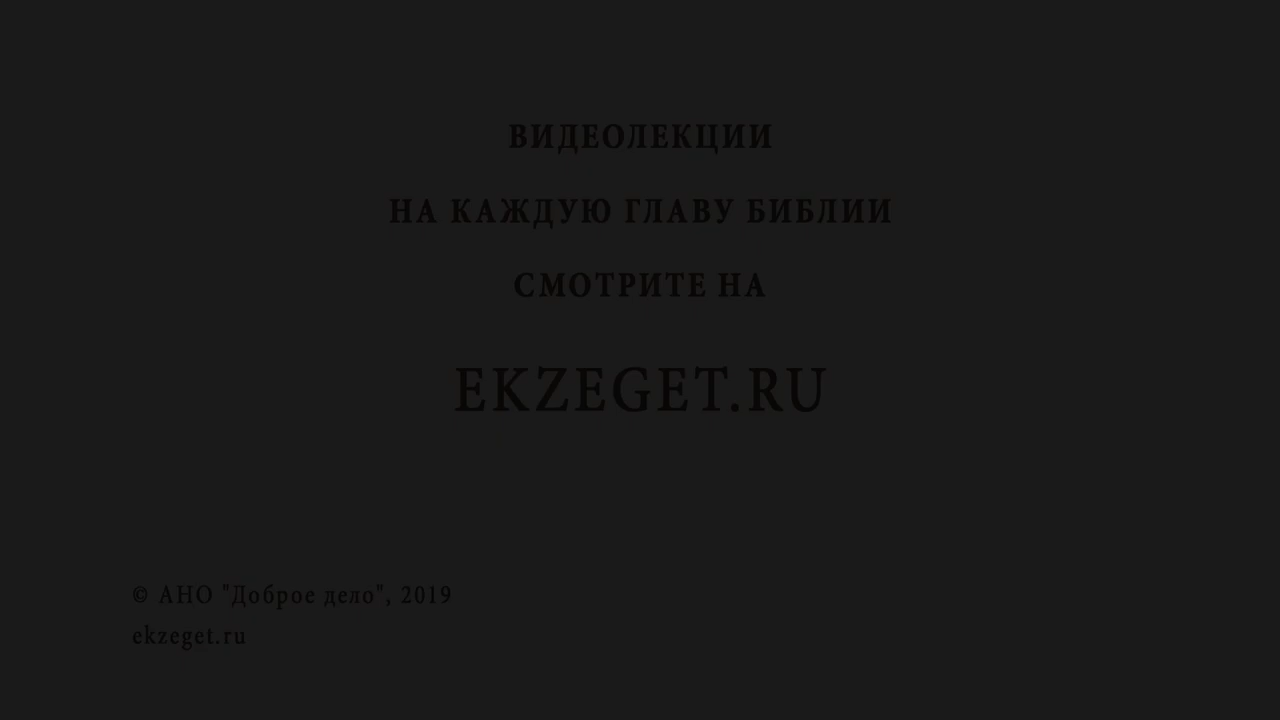 ВИДЕОЛЕКЦИИ
НА КАЖДУЮ ГЛАВУ БИБЛИИ
СМОТРИТЕ НА
EKZEGET.RU
© АНО "Доброе дело", 2019
ekzeget.ru